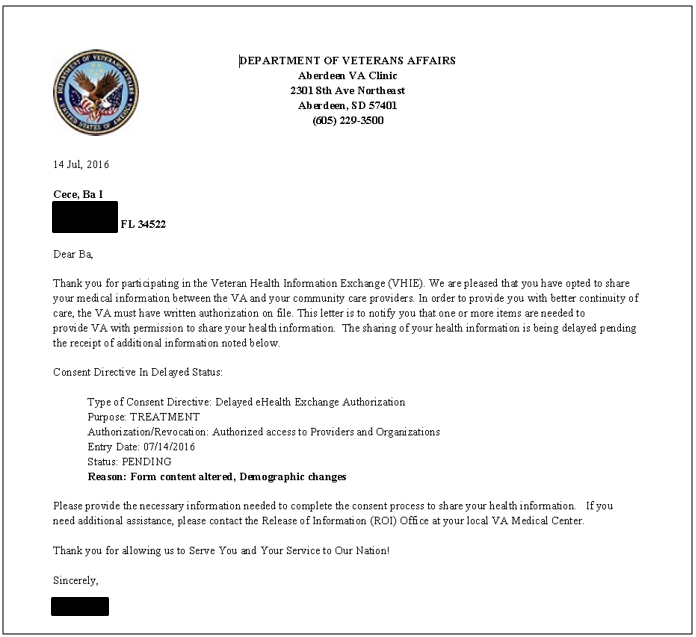 DEPARTMENT OF VETERANS AFFAIRS
Aberdeen VA Clinic
2301 8th Ave Northeast
Aberdeen, SD 57401
(605) 229-3500
DEPARTMENT OF VETERANS AFFAIRS
UNITED STATES OF AMERICA
14 Jul, 2016
Cece, Ba I
FL 34522
Dear Ba,
Thank you for participating in the Veteran Health Information Exchange (VHIE). We are pleased that you have opted to share
your medical information between the VA and your community care providers. In order to provide you with better continuity of
care, the VA must have written authorization on file. This letter is to notify you that one or more items are needed to
provide VA with permission to share your health information. The sharing of your health information is being delayed pending
the receipt of additional information noted below.
Consent Directive In Delayed Status:
Type of Consent Directive: Delayed eHealth Exchange Authorization
Purpose: TREATMENT
Authorization/Revocation: Authorized access to Providers and Organizations
Entry Date: 07/14/2016
Status: PENDING
Reason: Form content altered, Demographic changes
Please provide the necessary information needed to complete the consent process to share your health information. If you
need additional assistance, please contact the Release of Information (ROI) Office at your local VA Medical Center.
Thank you for allowing us to Serve You and Your Service to Our Nation!
Sincerely,